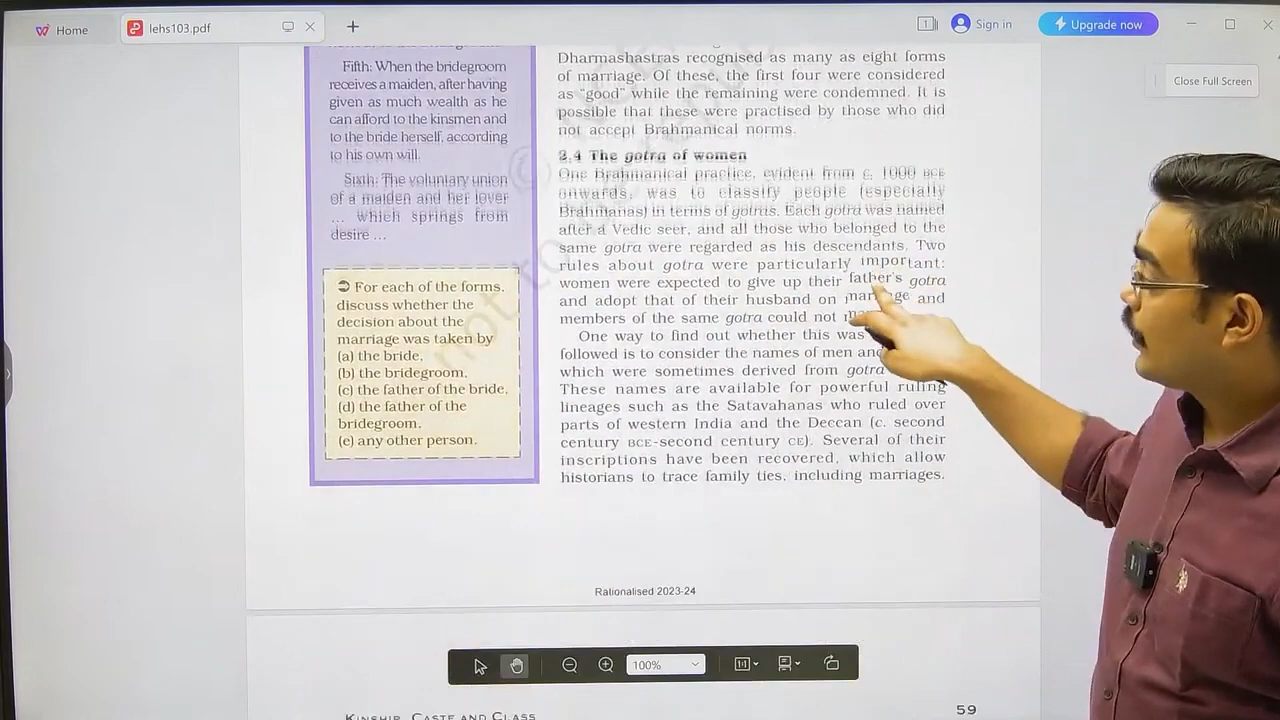 Home
lehs103.pdf
1
Sign in
Upgrade now
Close Full Screen
Fifth: When the bridegroom
receives a maiden, after having
given as much wealth as he
can afford to the kinsmen and
to the bride herself, according
to his own will.
Sixth: The voluntary union
of a maiden and her lover
... which springs from
desire ...
➲ For each of the forms,
discuss whether the
decision about the
marriage was taken by
(a) the bride,
(b) the bridegroom,
(c) the father of the bride,
(d) the father of the
bridegroom,
(e) any other person.
Dharmashastras recognised as many as eight forms
of marriage. Of these, the first four were considered
as “good” while the remaining were condemned. It is
possible that these were practised by those who did
not accept Brahmanical norms.
2.4 The gotra of women
One Brahmanical practice, evident from c. 1000 BCE
onwards, was to classify people (especially
Brahmanas) in terms of gotras. Each gotra was named
after a Vedic seer, and all those who belonged to the
same gotra were regarded as his descendants. Two
rules about gotra were particularly important:
women were expected to give up their father's gotra
and adopt that of their husband on marriage and
members of the same gotra could not
One way to find out whether this was
followed is to consider the names of men and
which were sometimes derived from gotra
These names are available for powerful ruling
lineages such as the Satavahanas who ruled over
parts of western India and the Deccan (c. second
century BCE-second century CE). Several of their
inscriptions have been recovered, which allow
historians to trace family ties, including marriages.
Rationalised 2023-24
100%
1:1
KINSHIP, CASTE AND CLASS
59